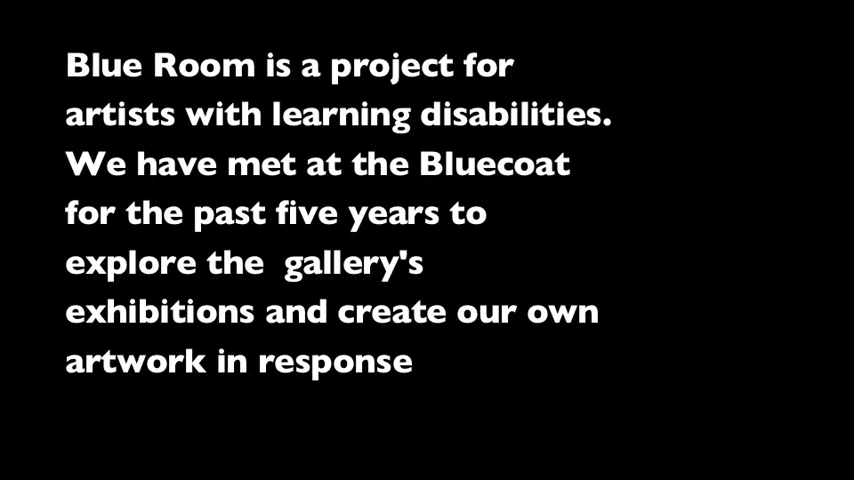 Blue Room is a project for
artists with learning disabilities.
We have met at the Bluecoat
for the past five years to
explore the  gallery's
exhibitions and create our own
artwork in response